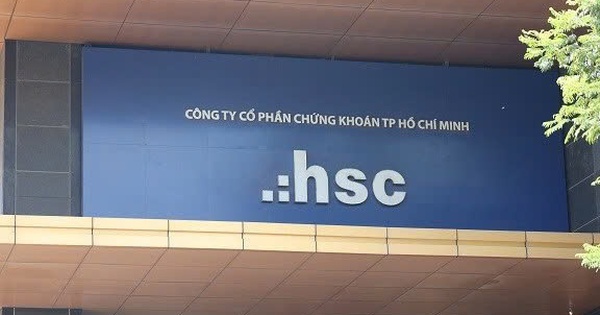 CÔNG TY CỔ PHẦN CHỨNG KHOÁN TP HỒ CHÍ MINH
.:hsc